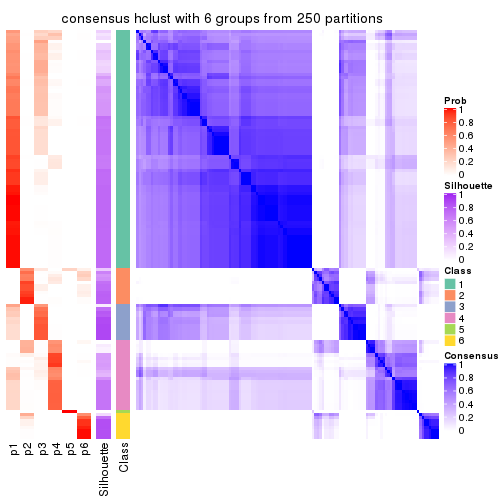 consensus hclust with 6 groups from 250 partitions
Prob
1
0.8
0.6
0.4
0.2
0
Silhouette
1
0.8
0.6
0.4
0.2
0
Class
1
2
3
4
5
6
Consensus
1
0.8
0.6
0.4
0.2
0
p1
p2
p3
p4
p5
p6
Silhouette
Class